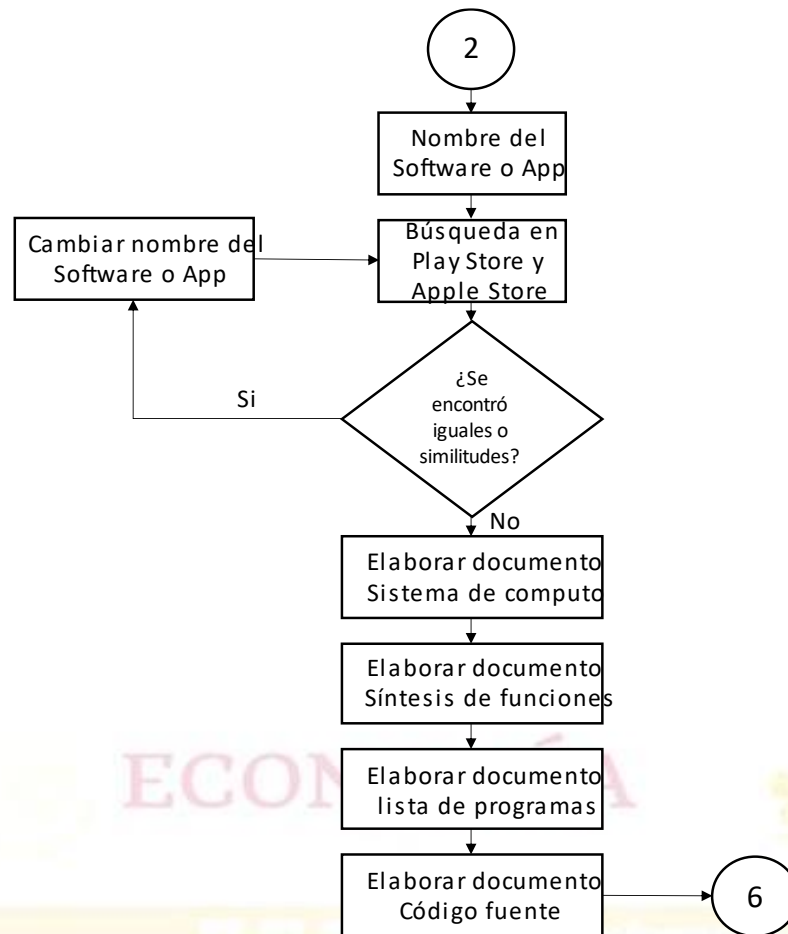 2
Nombre del
Software o App
Cambiar nombre del
Software o App
Búsqueda en
Play Store y
Apple Store
¿Se
encontró
iguales o
similitudes?
Si
No
Elaborar documento
Sistema de computo
Elaborar documento
Síntesis de funciones
Elaborar documento
lista de programas
Elaborar documento
Código fuente
6